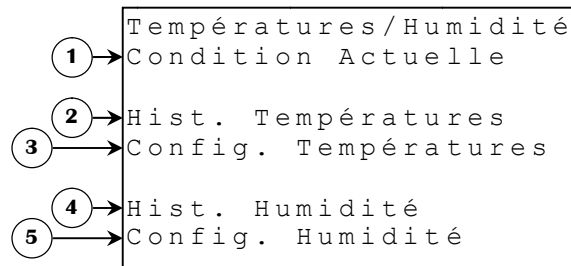 Températures/Humidité
1 Condition Actuelle
2 Hist. Températures
3 Config. Températures
4 Hist. Humidité
5 Config. Humidité